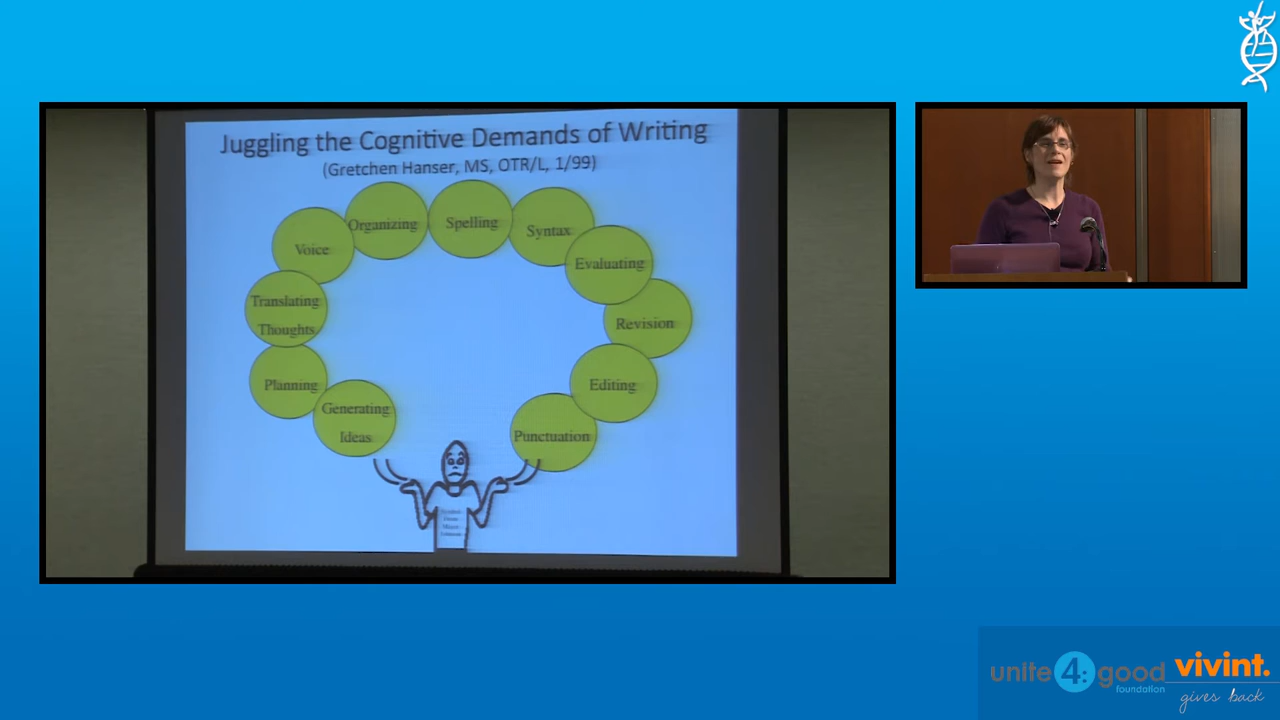 Juggling the Cognitive Demands of Writing
(Gretchen Hanser, MS, OTR/L, 1/99)
Organizing
Spelling
Syntax
Voice
Evaluating
Translating
Thoughts
Revision
Planning
Editing
Generating
Ideas
Punctuation
unite 4: good
foundation
vivint.
gives back